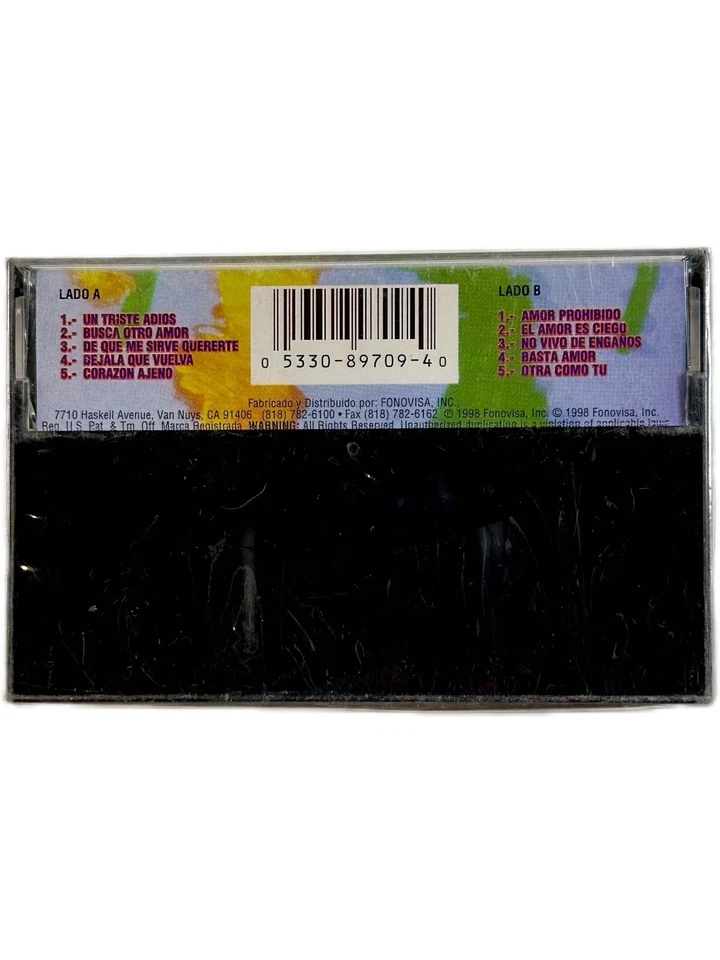 LADO A
1.- UN TRISTE ADIOS
2.- BUSCA OTRO AMOR
3.- DE QUE ME SIRVE QUERERTE
4.- DEJALA QUE VUELVA
5.- CORAZON AJENO
0 5330-89709-4 0
LADO B
1.- AMOR PROHIBIDO
2.- EL AMOR ES CIEGO
3.- NO VIVO DE ENGAÑOS
4.- BASTA AMOR
5.- OTRA COMO TU
Fabricado y Distribuido por: FONOVISA, INC.,
7710 Haskell Avenue, Van Nuys, CA 91406 (818) 782-6100 • Fax (818) 782-6162 ℗ 1998 Fonovisa, Inc. © 1998 Fonovisa, Inc.
Reg. U.S. Pat. & Tm. Off. Marca Registrada WARNING: All Rights Reserved. Unauthorized duplication is a violation of applicable laws.